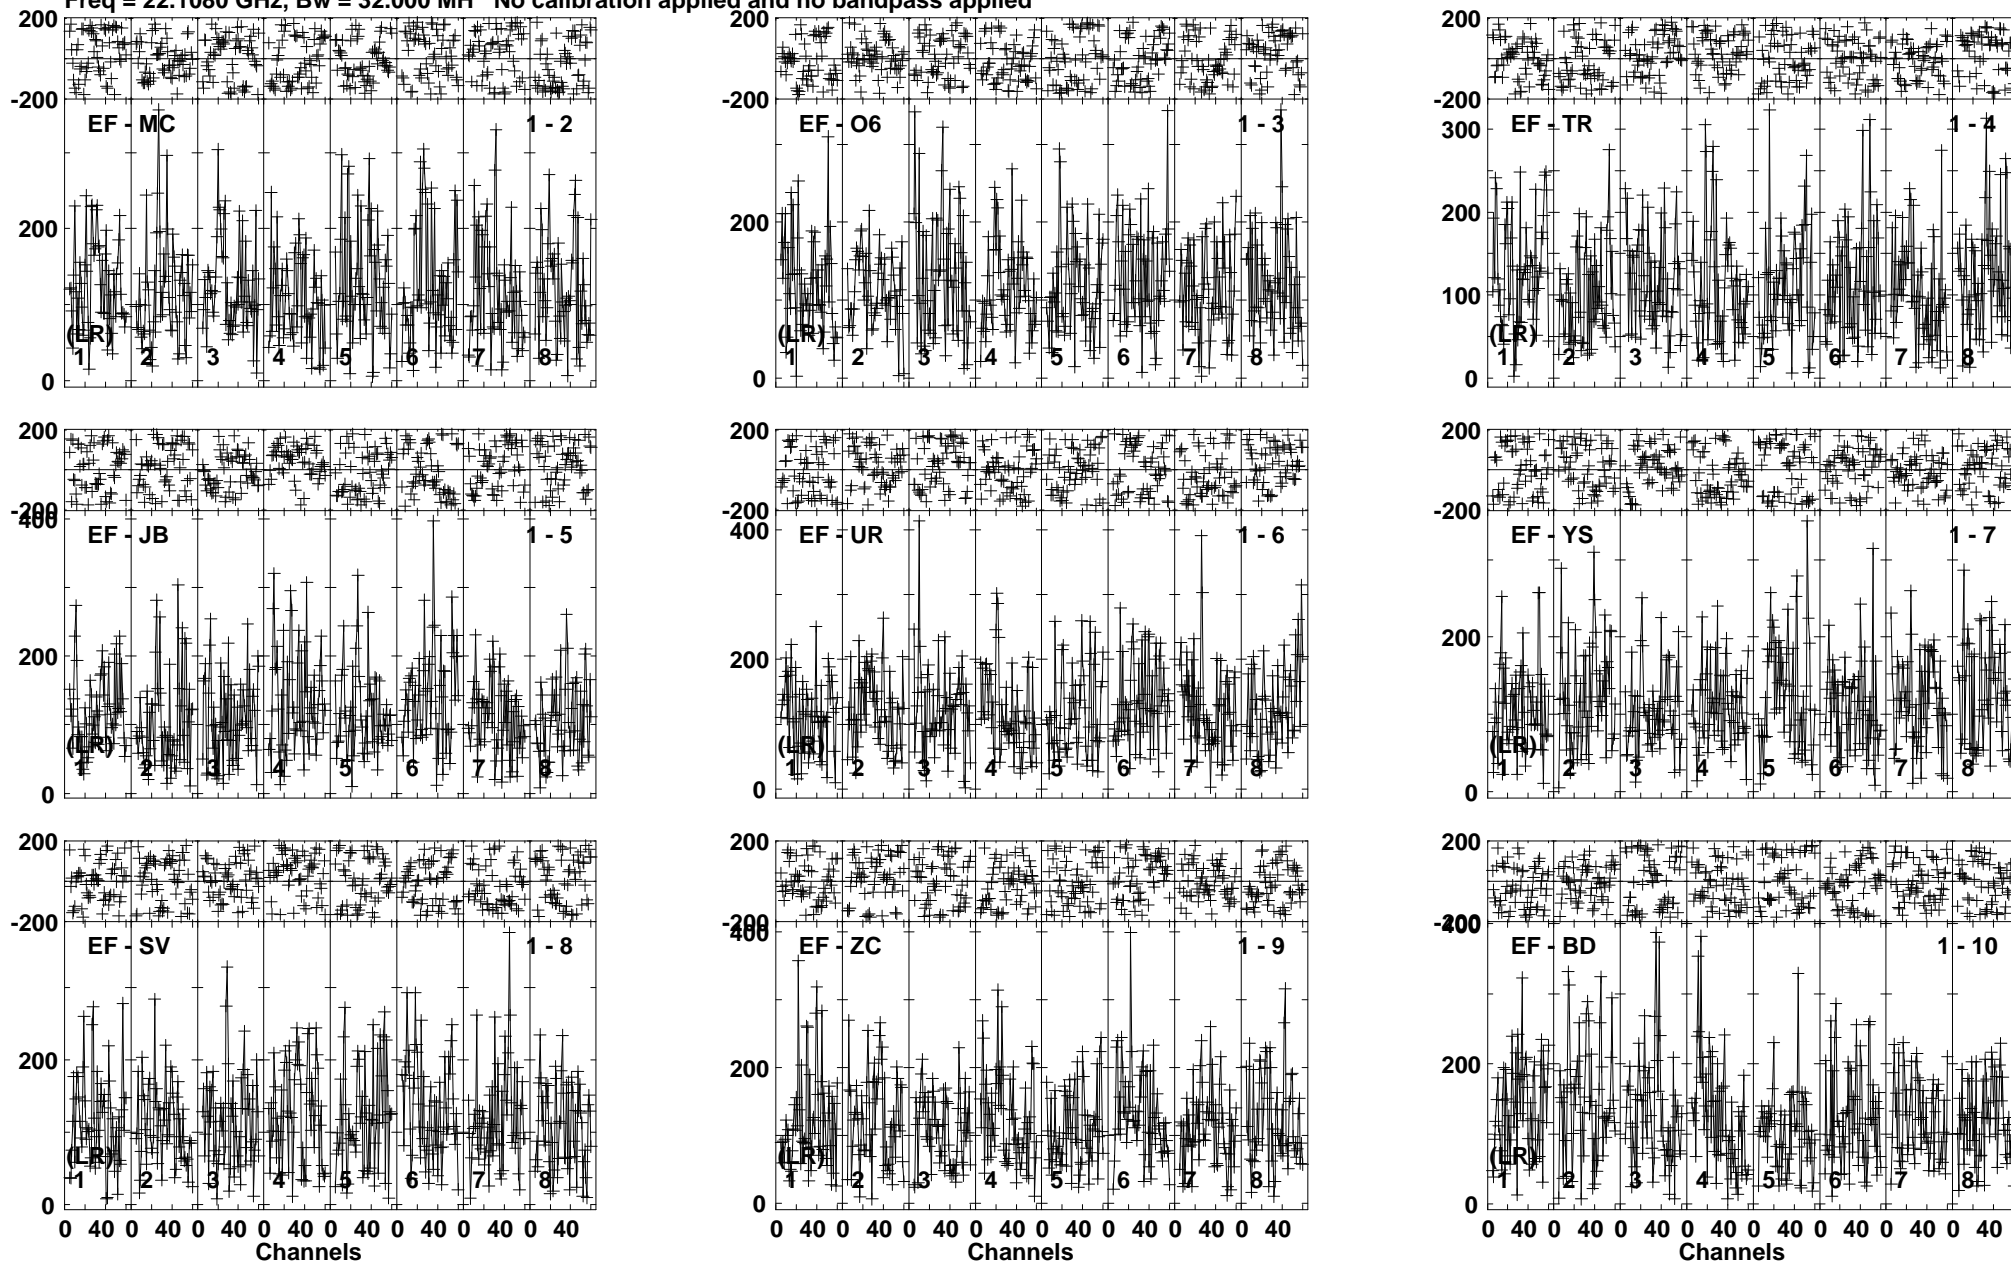 Freq = 22.1080 GHz, Bw = 32.000 MH No calibration applied and no bandpass applied
200 200 200
-200 -200 -200
EF - MC 1 - 2 EF - O6 1 - 3 EF - TR 1 - 4
300
200 200 200
100
(LR) (LR) (LR)
1 2 3 4 5 6 7 8 1 2 3 4 5 6 7 8 1 2 3 4 5 6 7 8
0 0 0
200 200 200
-200 -200 -200
400 400
EF - JB 1 - 5 EF - UR 1 - 6 EF - YS 1 - 7
200 200 200
(LR) (LR) (LR)
1 2 3 4 5 6 7 8 1 2 3 4 5 6 7 8 1 2 3 4 5 6 7 8
0 0 0
200 200 200
-200 -200 -200
400 400
EF - SV 1 - 8 EF - ZC 1 - 9 EF - BD 1 - 10
200 200 200
(LR) (LR) (LR)
1 2 3 4 5 6 7 8 1 2 3 4 5 6 7 8 1 2 3 4 5 6 7 8
0 0 0
0 40 0 40 0 40 0 40 0 40 0 40 0 40 0 40 0 40 0 40 0 40 0 40 0 40 0 40 0 40 0 40 0 40 0 40 0 40 0 40 0 40 0 40 0 40 0 40
Channels Channels Channels